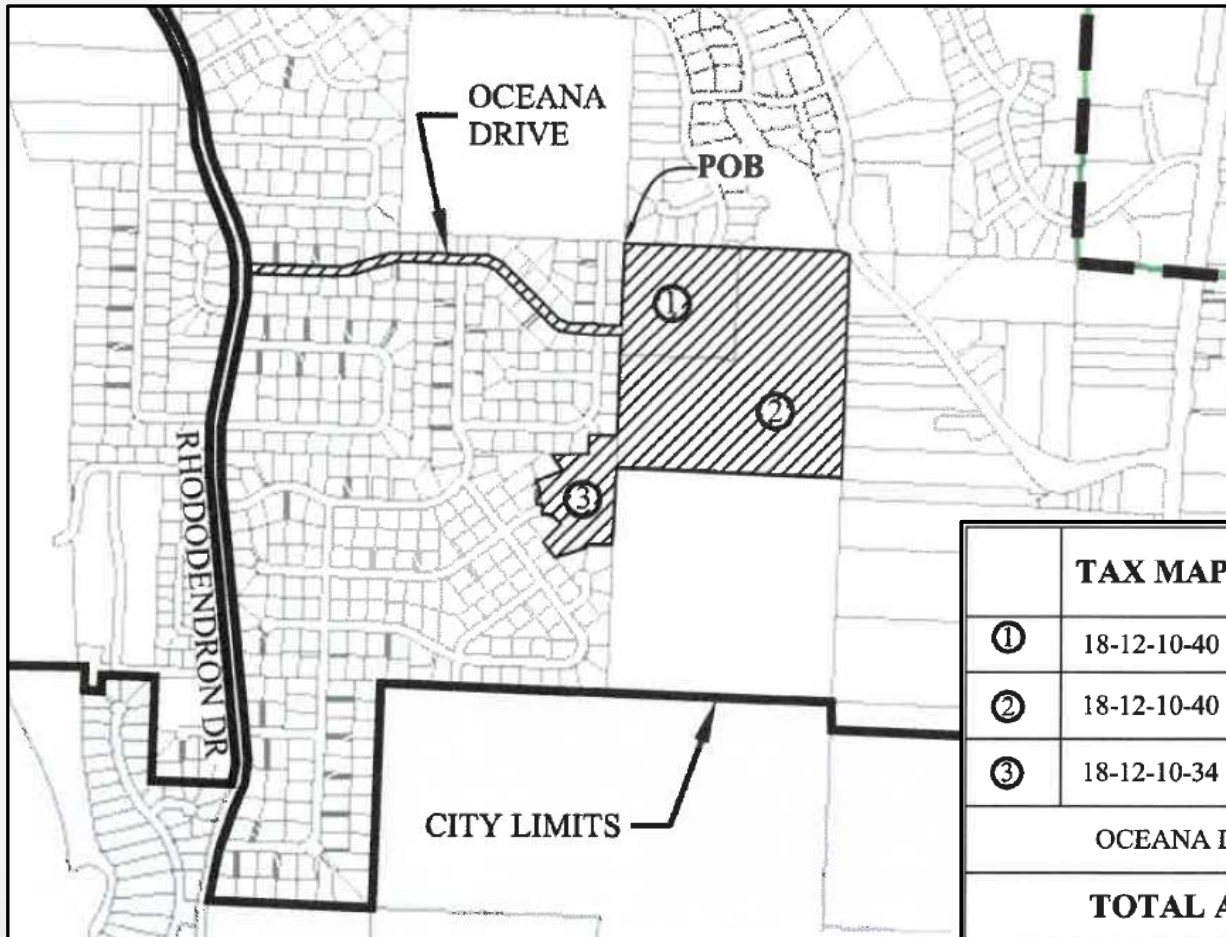 OCEANA
DRIVE
POB
①
②
③
RHODODENDRON DR
CITY LIMITS
TAX MAP
① 18-12-10-40
② 18-12-10-40
③ 18-12-10-34
OCEANA
TOTAL